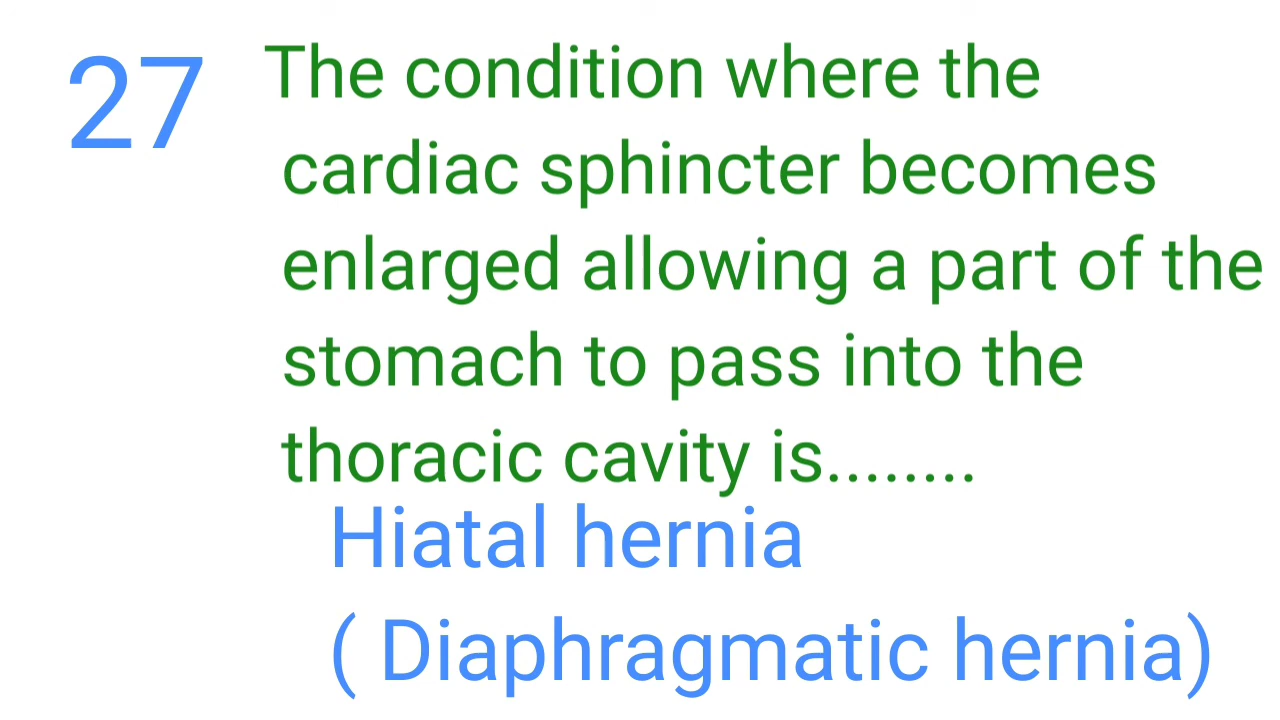 27 The condition where the
cardiac sphincter becomes
enlarged allowing a part of the
stomach to pass into the
thoracic cavity is........
Hiatal hernia
( Diaphragmatic hernia)